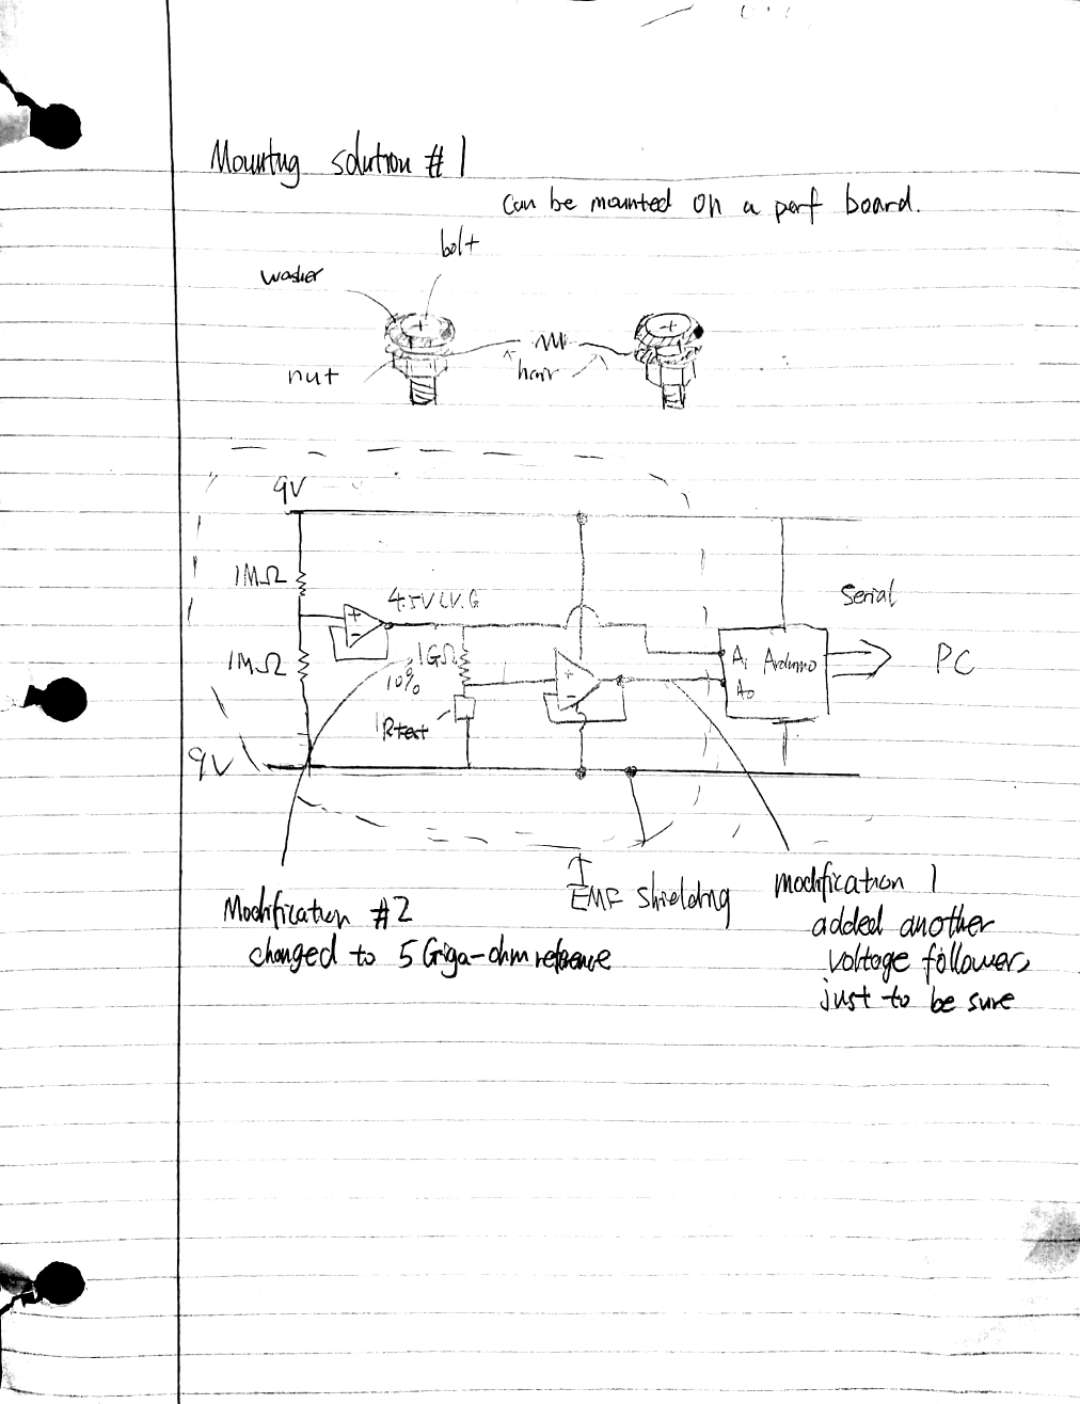 Mounting solution #1
Can be mounted on a perf board.
bolt
washer
nut
hair
9V
1MΩ
4.5V (V.G
Serial
1MΩ
1GΩ
10%
A1 Arduino
A0
PC
Rtest
9V
EMF Shielding
Modification 1
added another
voltage follower,
just to be sure
Modification #2
changed to 5 Giga-ohm reference